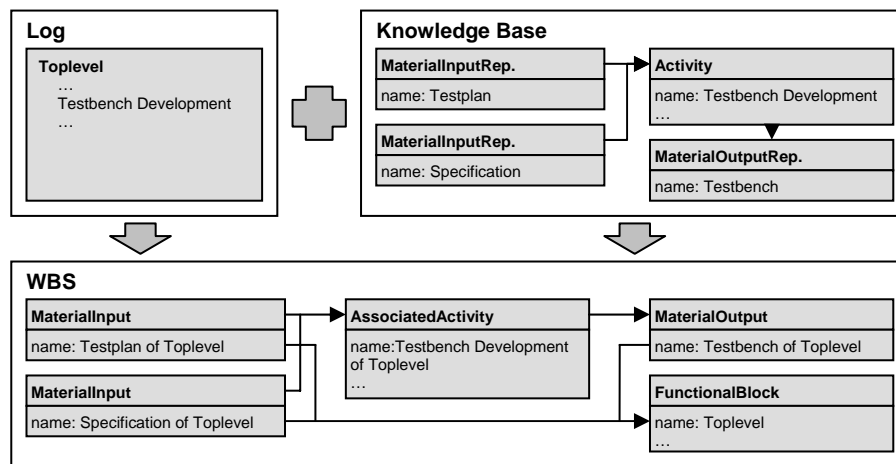 Log
Toplevel
…
Testbench Development
…
Knowledge Base
MaterialInputRep.
name: Testplan
MaterialInputRep.
name: Specification
Activity
name: Testbench Development
…
MaterialOutputRep.
name: Testbench
WBS
MaterialInput
name: Testplan of Toplevel
MaterialInput
name: Specification of Toplevel
AssociatedActivity
name:Testbench Development
of Toplevel
…
MaterialOutput
name: Testbench of Toplevel
FunctionalBlock
name: Toplevel
…